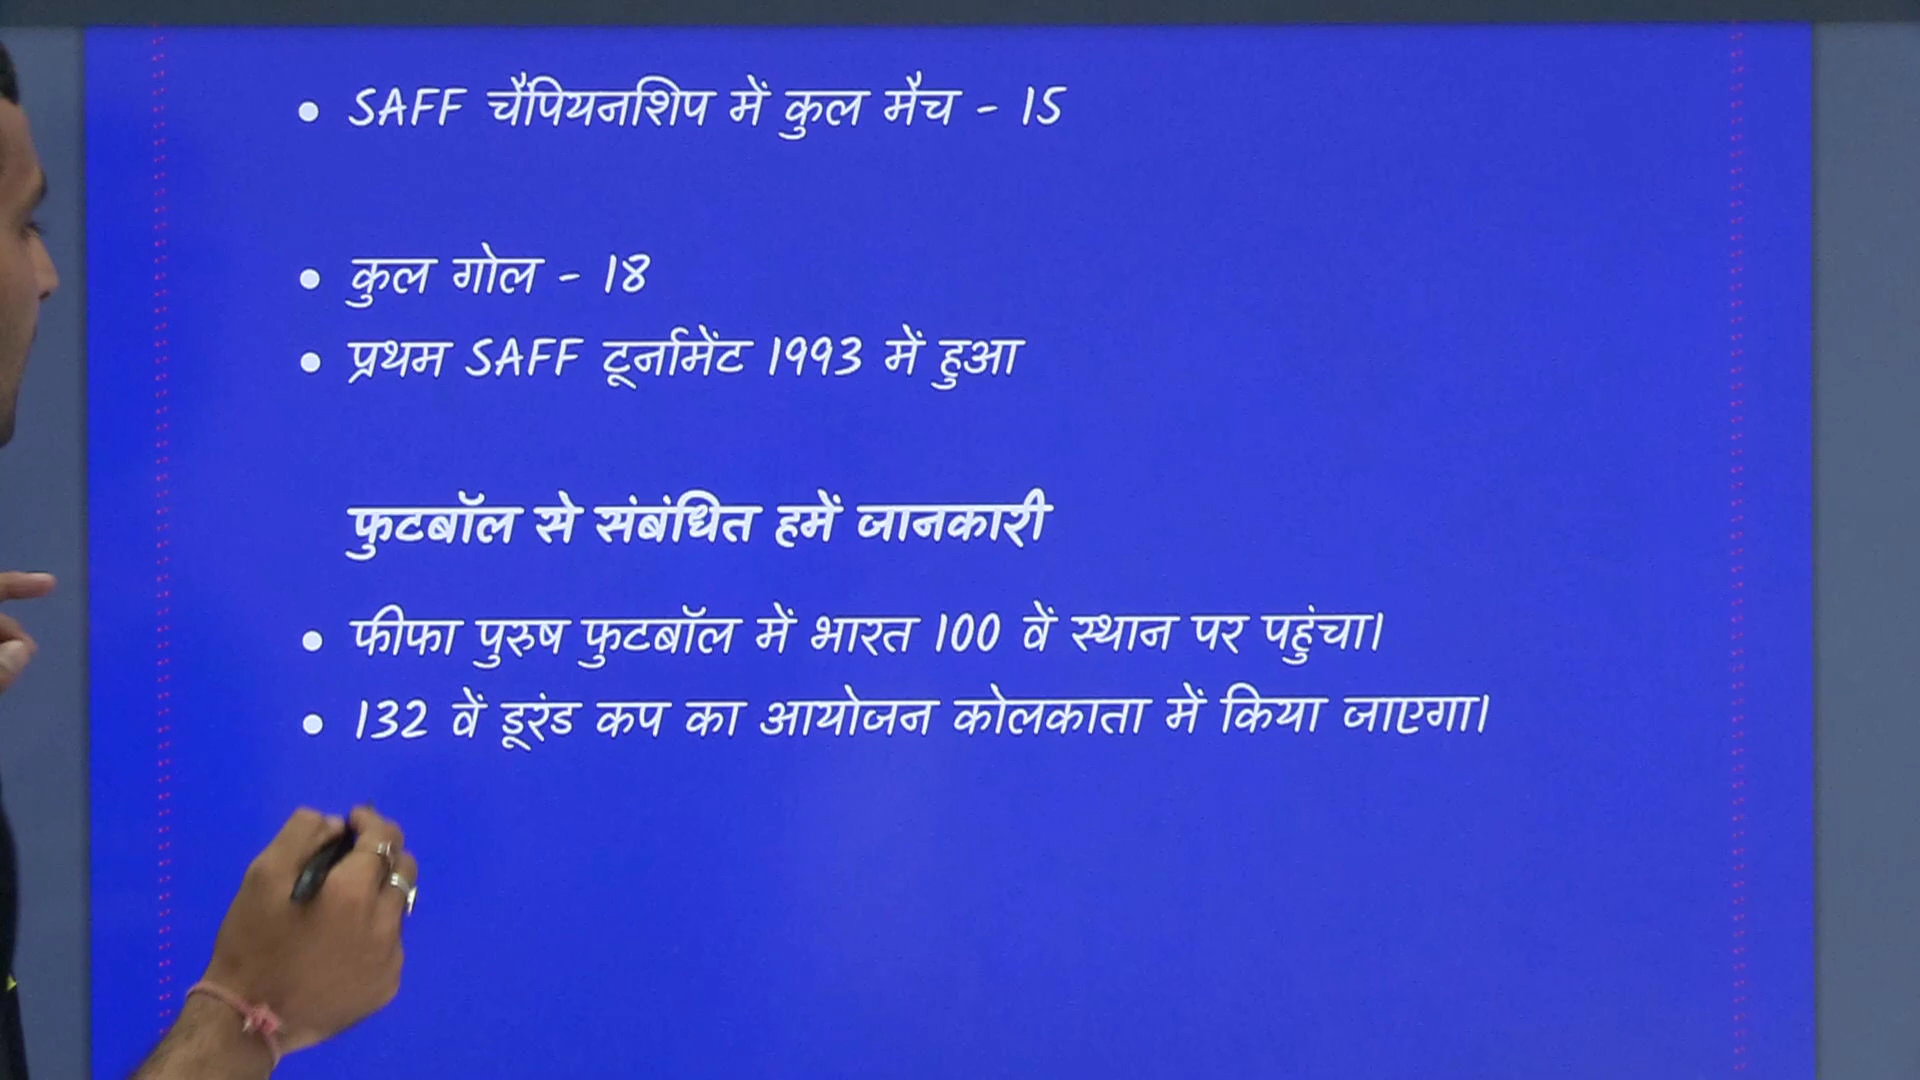 • SAFF चैंपियनशिप में कुल मैच - 15
• कुल गोल - 18
• प्रथम SAFF टूर्नामेंट 1993 में हुआ
फुटबॉल से संबंधित हमें जानकारी
• फीफा पुरुष फुटबॉल में भारत 100 वें स्थान पर पहुंचा।
• 132 वें डूरंड कप का आयोजन कोलकाता में किया जाएगा।